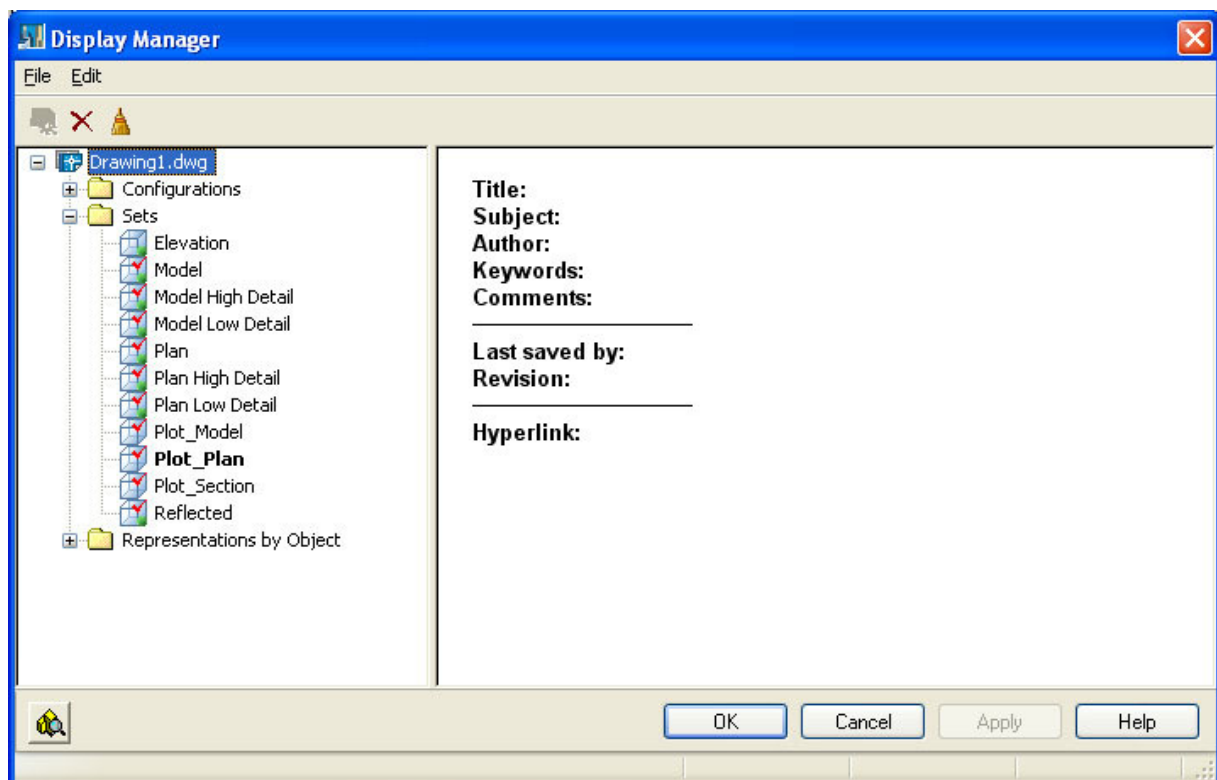 Display Manager
File Edit
Drawing1.dwg
Configurations
Sets
Elevation
Model
Model High Detail
Model Low Detail
Plan
Plan High Detail
Plan Low Detail
Plot_Model
Plot_Plan
Plot_Section
Reflected
Representations by Object
Title:
Subject:
Author:
Keywords:
Comments:
Last saved by:
Revision:
Hyperlink:
OK Cancel Apply Help